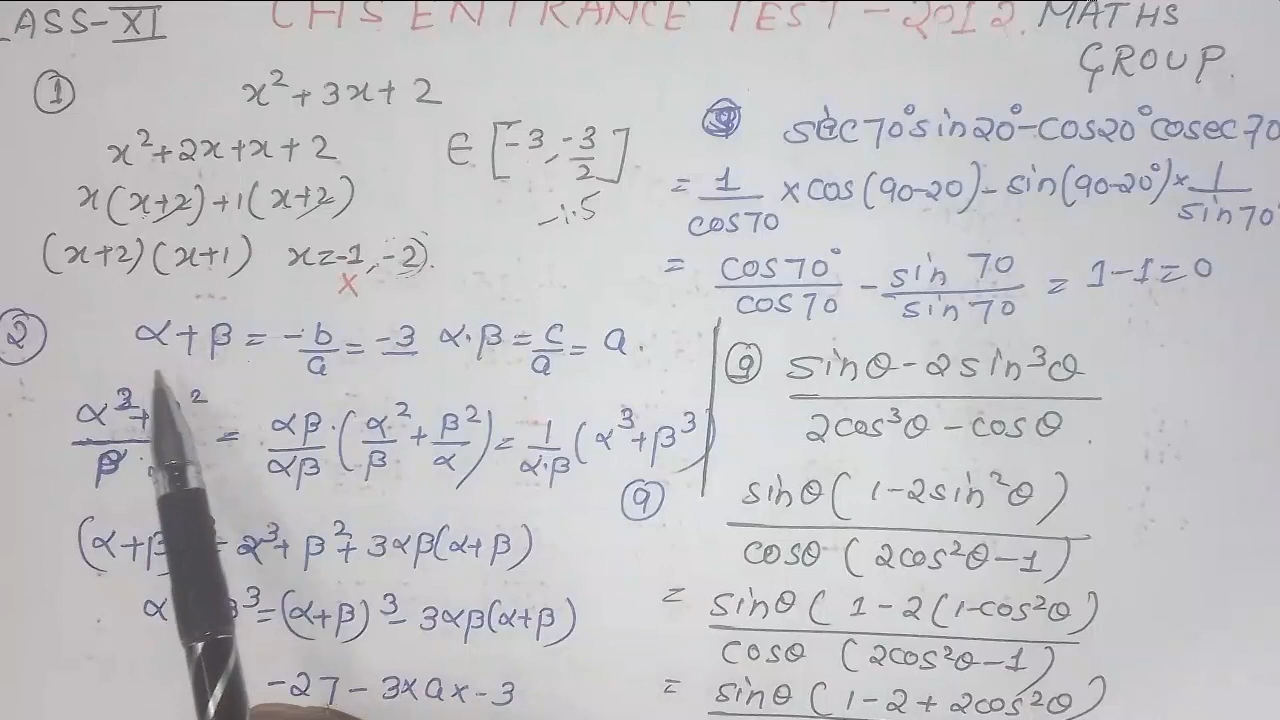 ASS-XI CHS ENTRANCE TEST-2012. MATHS
GROUP.
① x²+3x+2
x²+2x+x+2 ∈ [-3, -3/2]
x(x+2)+1(x+2) -1.5
(x+2)(x+1) x=-1,-2).
×
② α+β = -b/a = -3 α.β = c/a = a.
= αβ/αβ (α²/β + β²/α) = 1/α.β (α³+β³)
α³+β²+3αβ(α+β)
=(α+β)³-3αβ(α+β)
-27-3×a×-3
sec70°sin20°-cos20°cosec70
= 1/cos70 ×cos(90-20)-sin(90-20°)×1/sin70°
= cos70°/cos70 - sin70/sin70 = 1-1=0
⑨ sinθ-2sin³θ/2cos³θ-cosθ.
⑨ sinθ(1-2sin²θ)/cosθ(2cos²θ-1)
= sinθ(1-2(1-cos²θ)/cosθ(2cos²θ-1)
= sinθ(1-2+2cos²θ)